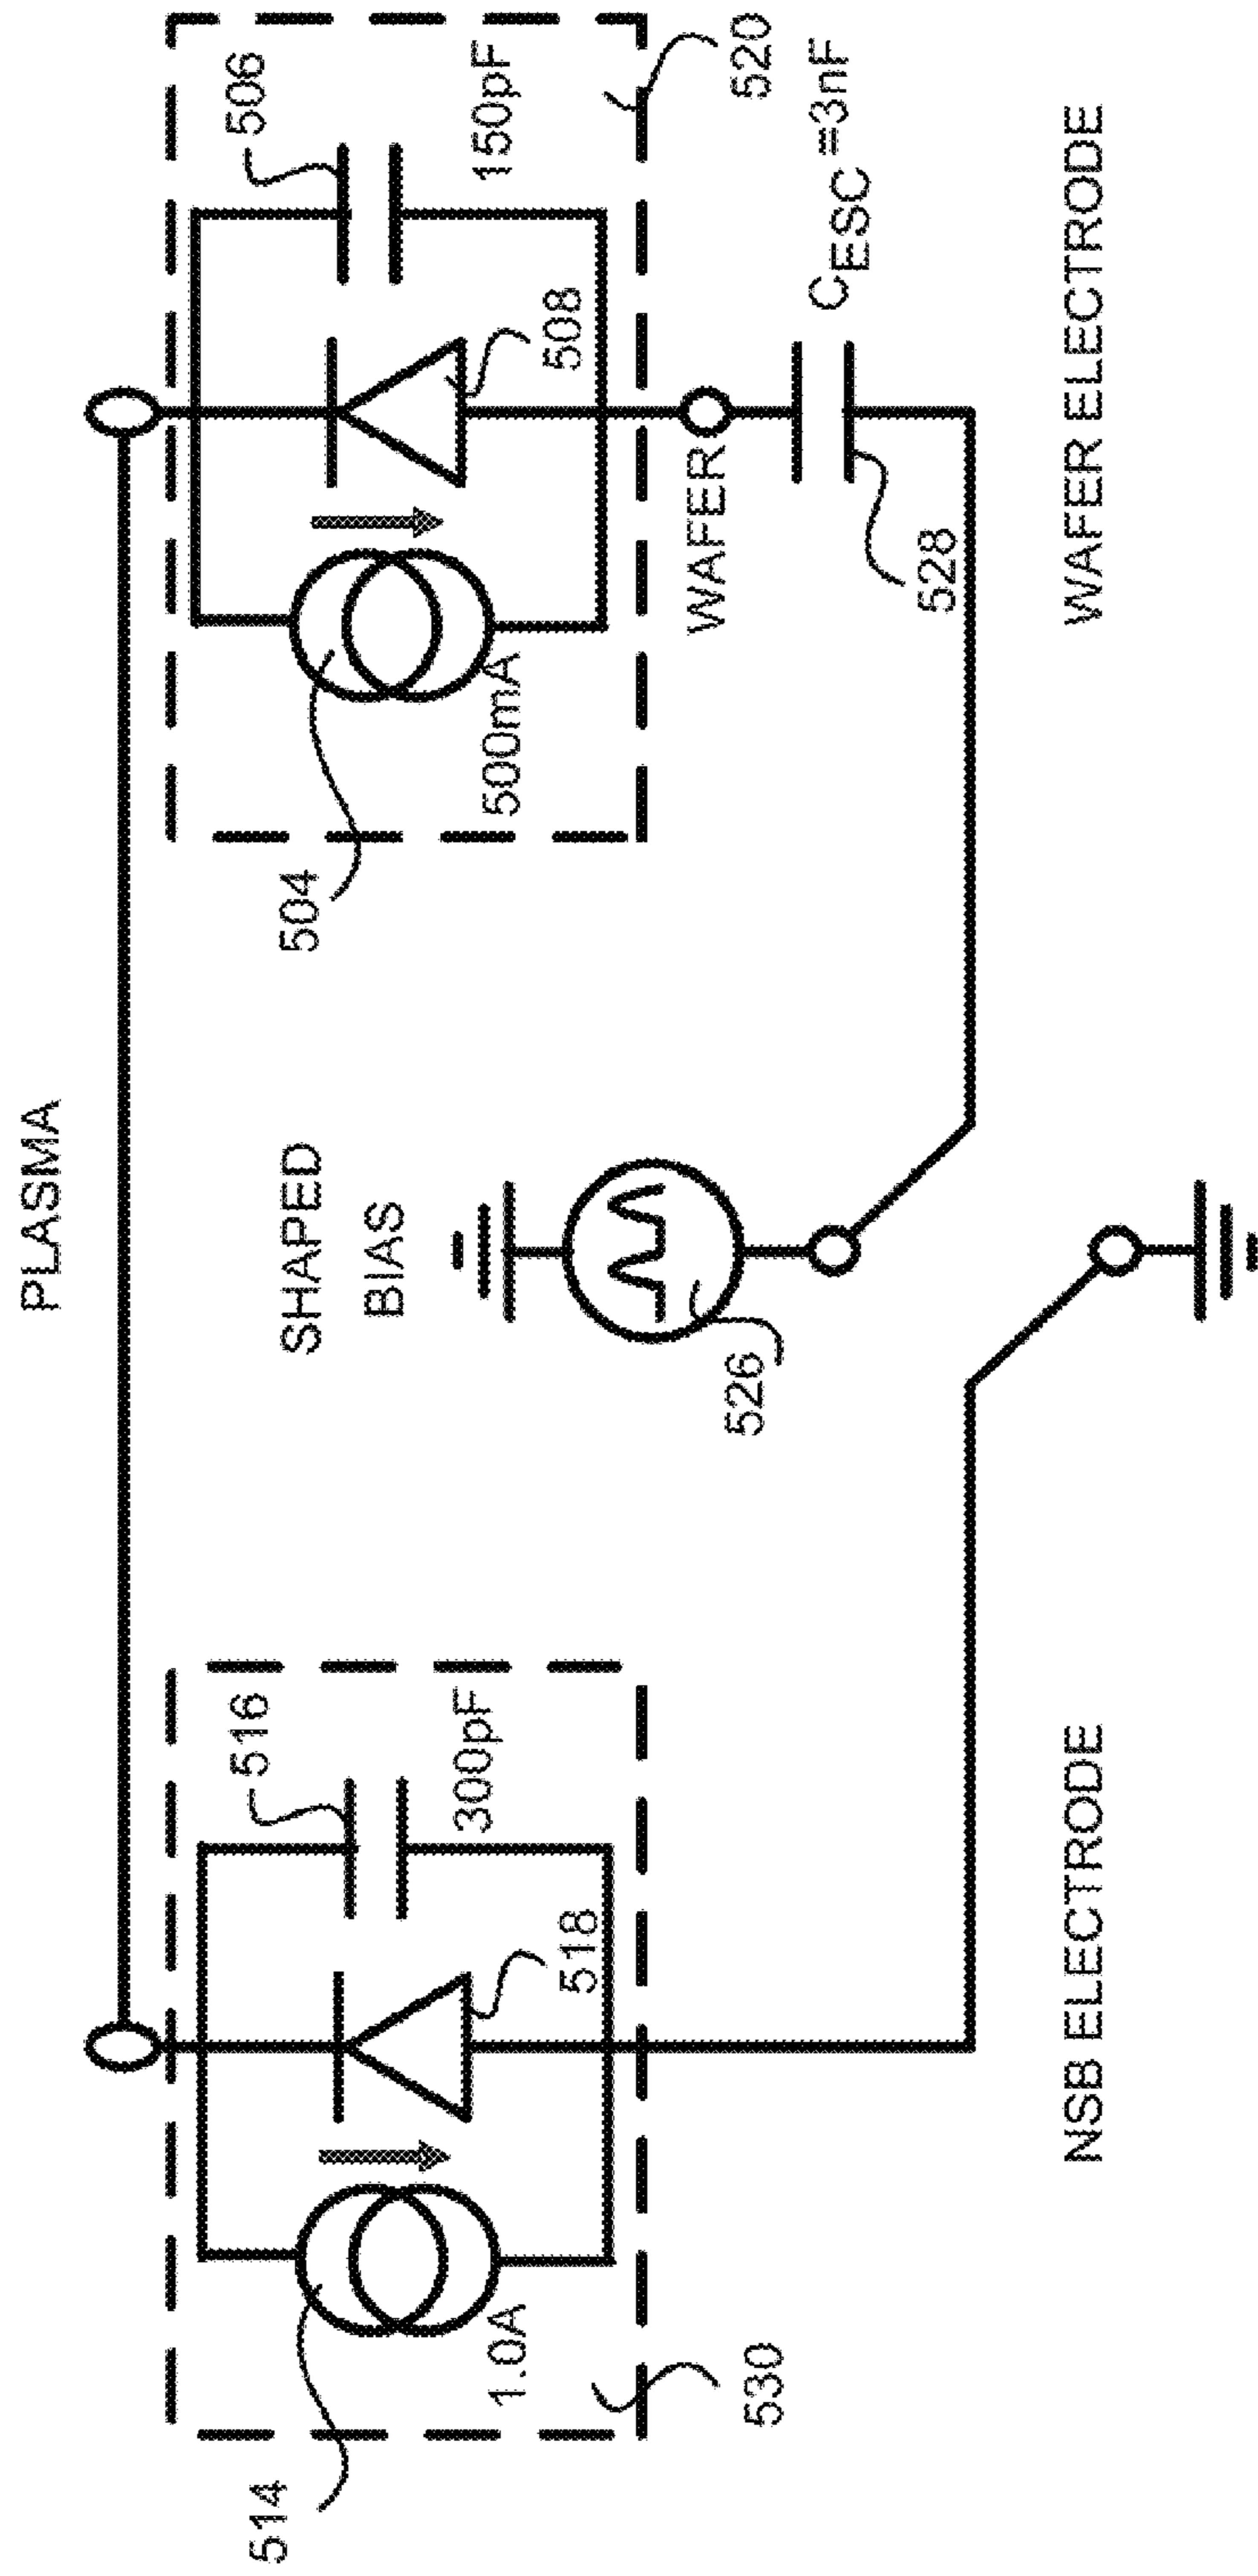 PLASMA
514
1.0A
530
518
516
300pF
NSB ELECTRODE
SHAPED
BIAS
526
504
500mA
508
506
150pF
520
WAFER
528
CESC =3nF
WAFER ELECTRODE